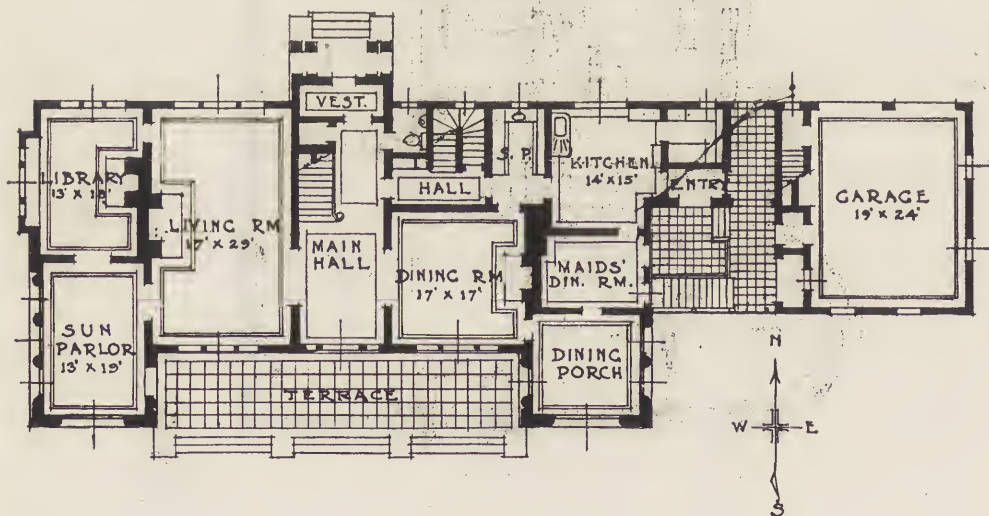 VEST.
LIBRARY
13' X 18'
LIVING RM
17' X 29'
HALL
S. P.
KITCHEN
14' X 15'
ENTRY
GARAGE
19' X 24'
MAIN
HALL
DINING RM
17' X 17'
MAIDS'
DIN. RM.
SUN
PARLOR
13' X 19'
DINING
PORCH
TERRACE
N
W
E
S